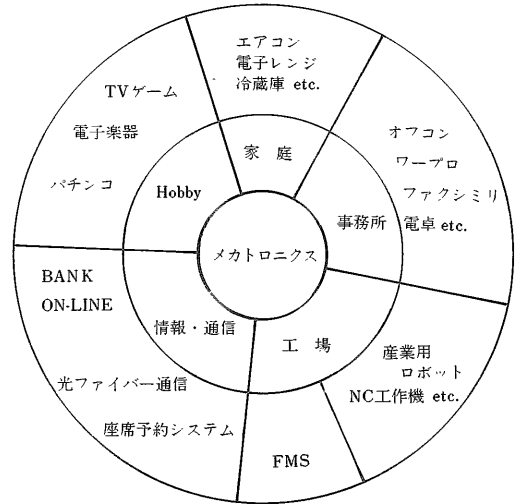 エアコン
電子レンジ
冷蔵庫 etc.
家庭
オフコン
ワープロ
ファクシミリ
電卓 etc.
事務所
産業用
ロボット
NC工作機 etc.
FMS
工場
BANK
ON-LINE
光ファイバー通信
座席予約システム
情報・通信
TVゲーム
電子楽器
パチンコ
Hobby
メカトロニクス